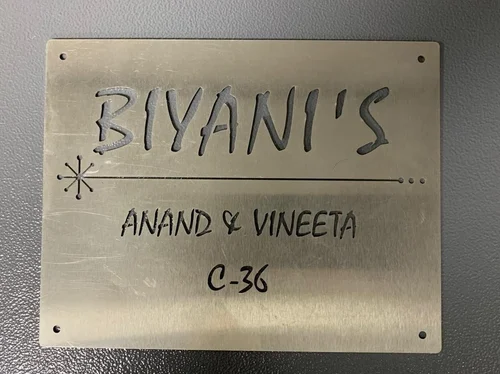 BIYANI'S
ANAND & VINEETA
C-36